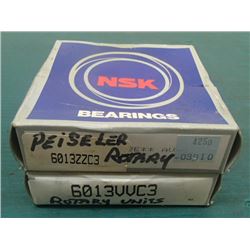 NSK
BEARINGS
PEISELER
6013ZZC3
ROTARY
6013VVC3
ROTARY UNITS